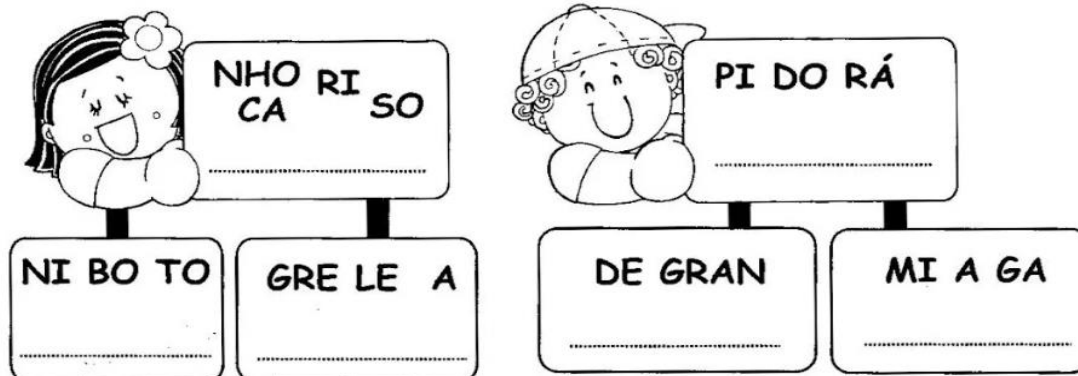 NHO RI
CA SO
PI DO RÁ
NI BO TO
GRE LE A
DE GRAN
MI A GA